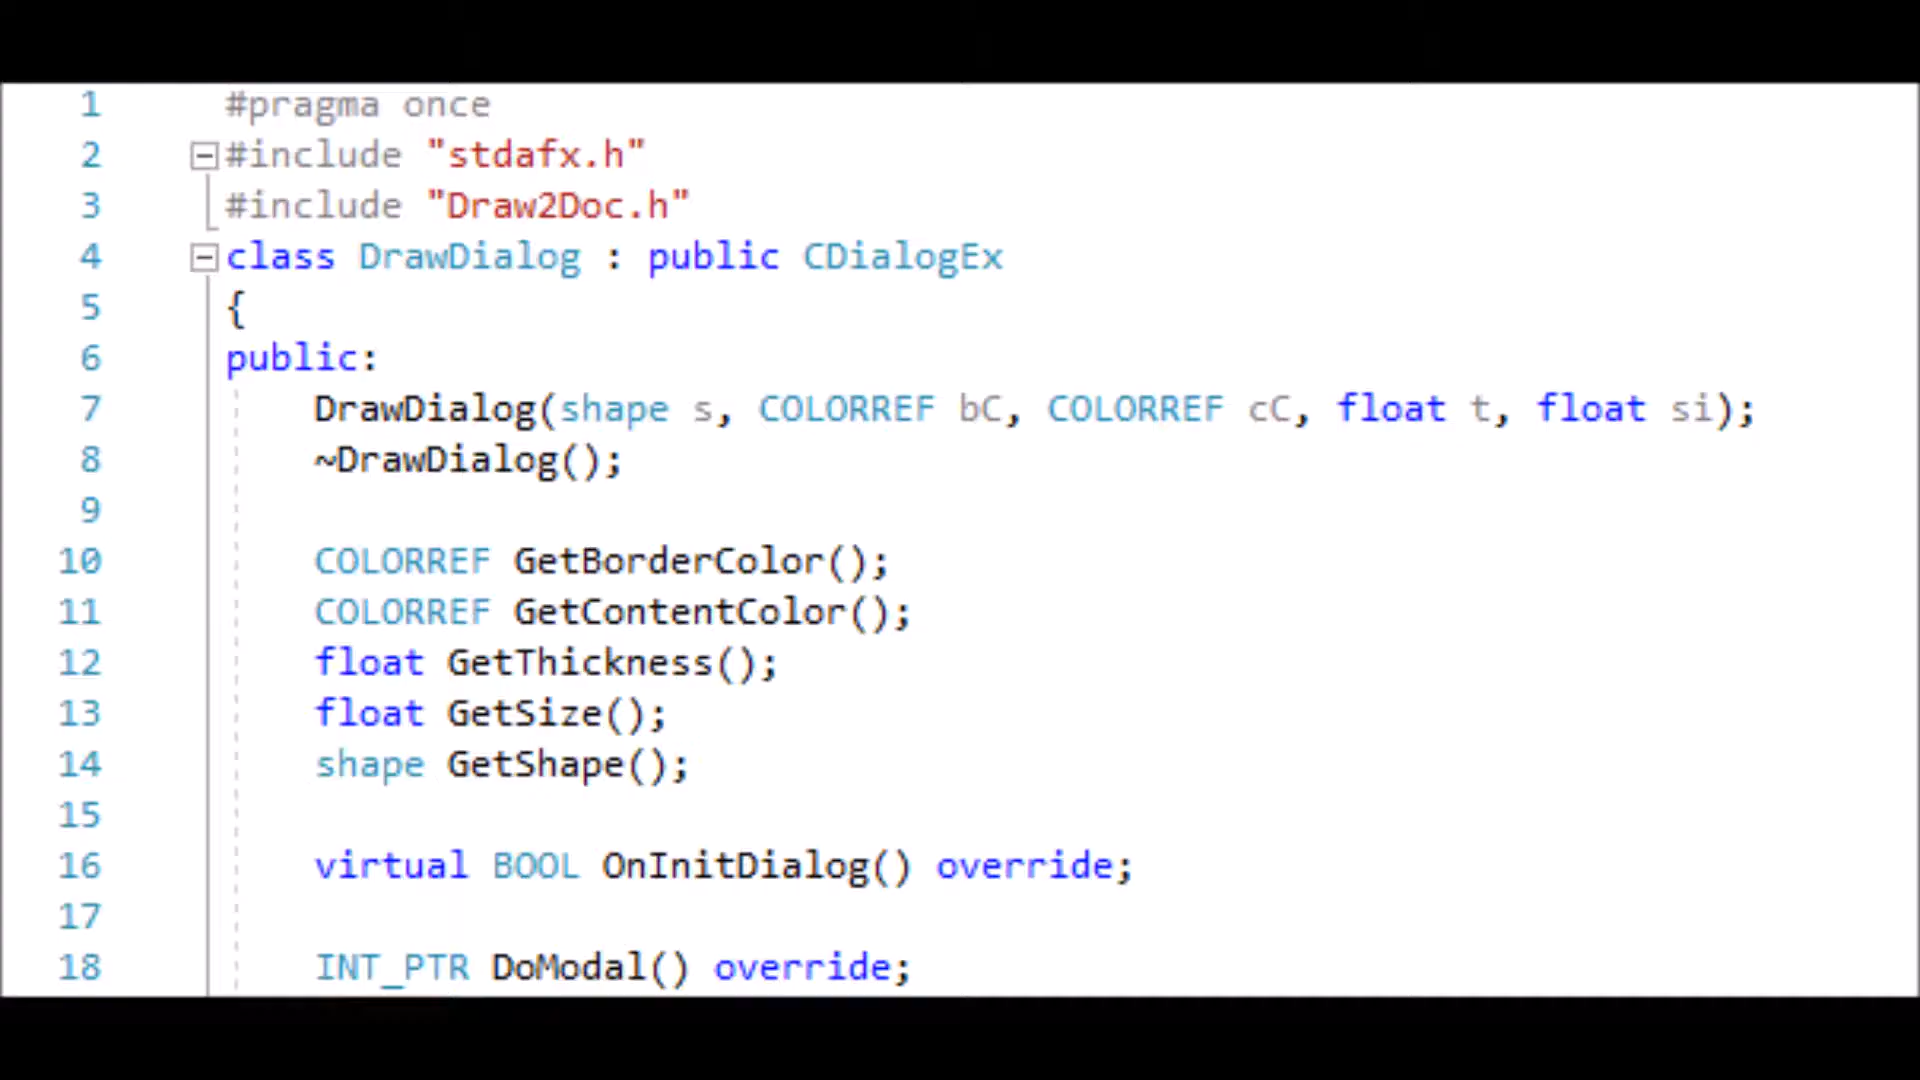 1 #pragma once
2 #include "stdafx.h"
3 #include "Draw2Doc.h"
4 class DrawDialog : public CDialogEx
5 {
6 public:
7 DrawDialog(shape s, COLORREF bC, COLORREF cC, float t, float si);
8 ~DrawDialog();
9
10 COLORREF GetBorderColor();
11 COLORREF GetContentColor();
12 float GetThickness();
13 float GetSize();
14 shape GetShape();
15
16 virtual BOOL OnInitDialog() override;
17
18 INT_PTR DoModal() override;